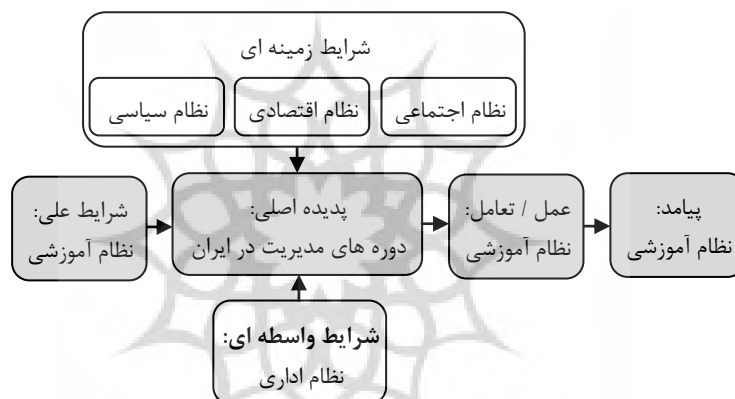 شرایط زمینه ای
نظام اجتماعی
نظام اقتصادی
نظام سیاسی
شرایط علی:
نظام آموزشی
پدیده اصلی:
دوره های مدیریت در ایران
عمل / تعامل:
نظام آموزشی
پیامد:
نظام آموزشی
شرایط واسطه ای:
نظام اداری